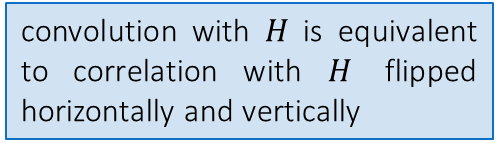 convolution with H is equivalent
to correlation with H flipped
horizontally and vertically